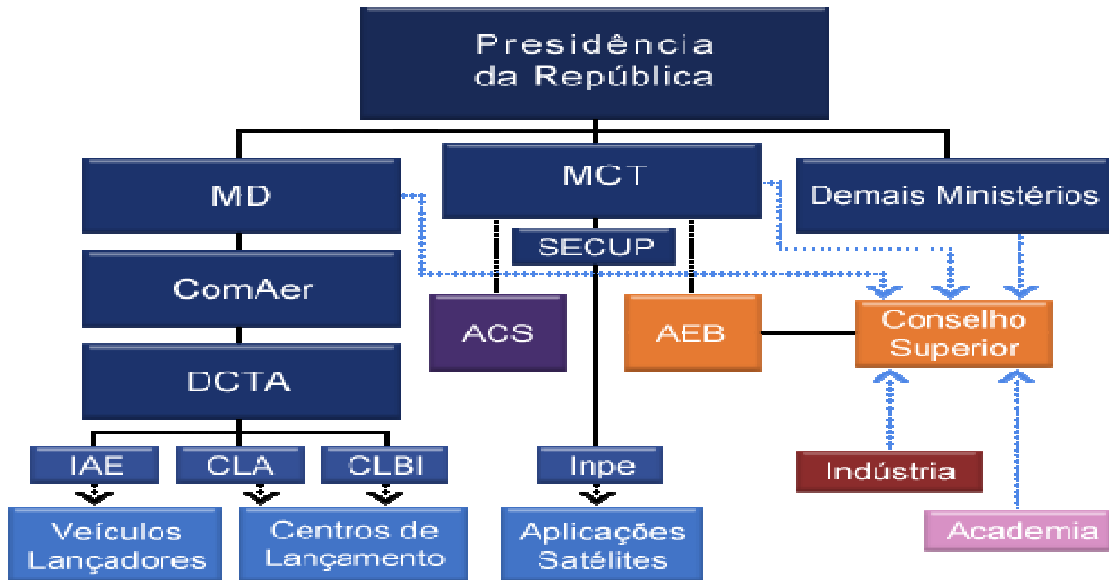 Presidência
da República
MD
MCT
Demais Ministérios
SECUP
ComAer
ACS
AEB
Conselho
Superior
DCTA
IAE
CLA
CLBI
Inpe
Indústria
Veículos
Lançadores
Centros de
Lançamento
Aplicações
Satélites
Academia